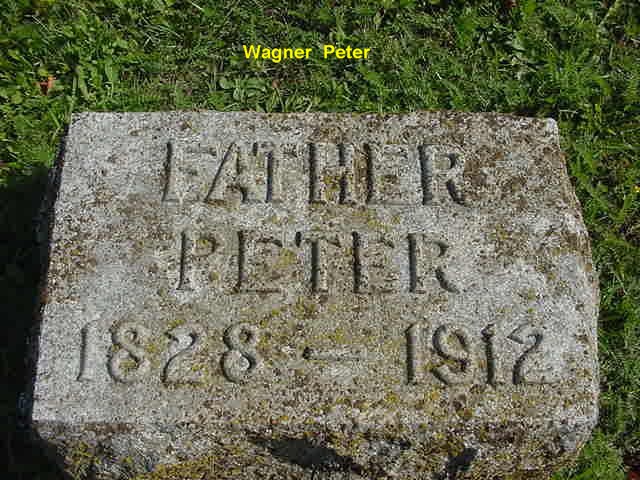 Wagner Peter
FATHER
PETER
1828 - 1912